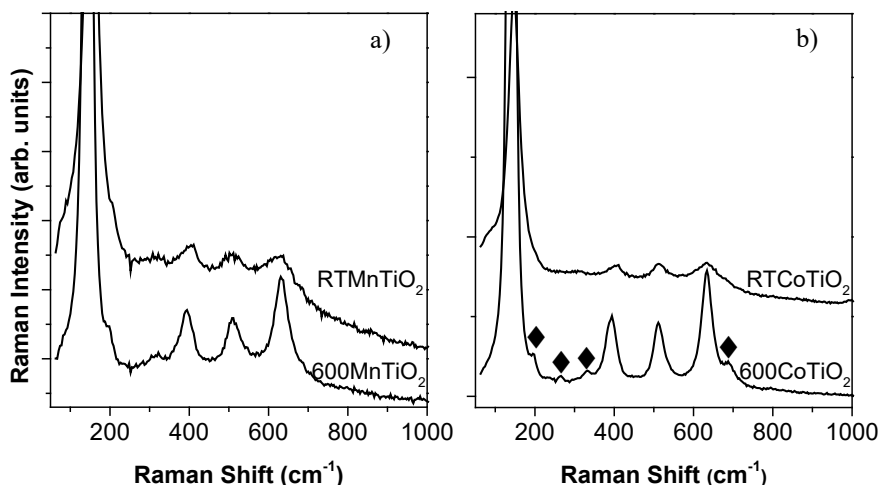 a)
b)
Raman Intensity (arb. units)
RTMnTiO₂
600MnTiO₂
RTCoTiO₂
600CoTiO₂
200 400 600 800 1000
200 400 600 800 1000
Raman Shift (cm⁻¹)
Raman Shift (cm⁻¹)